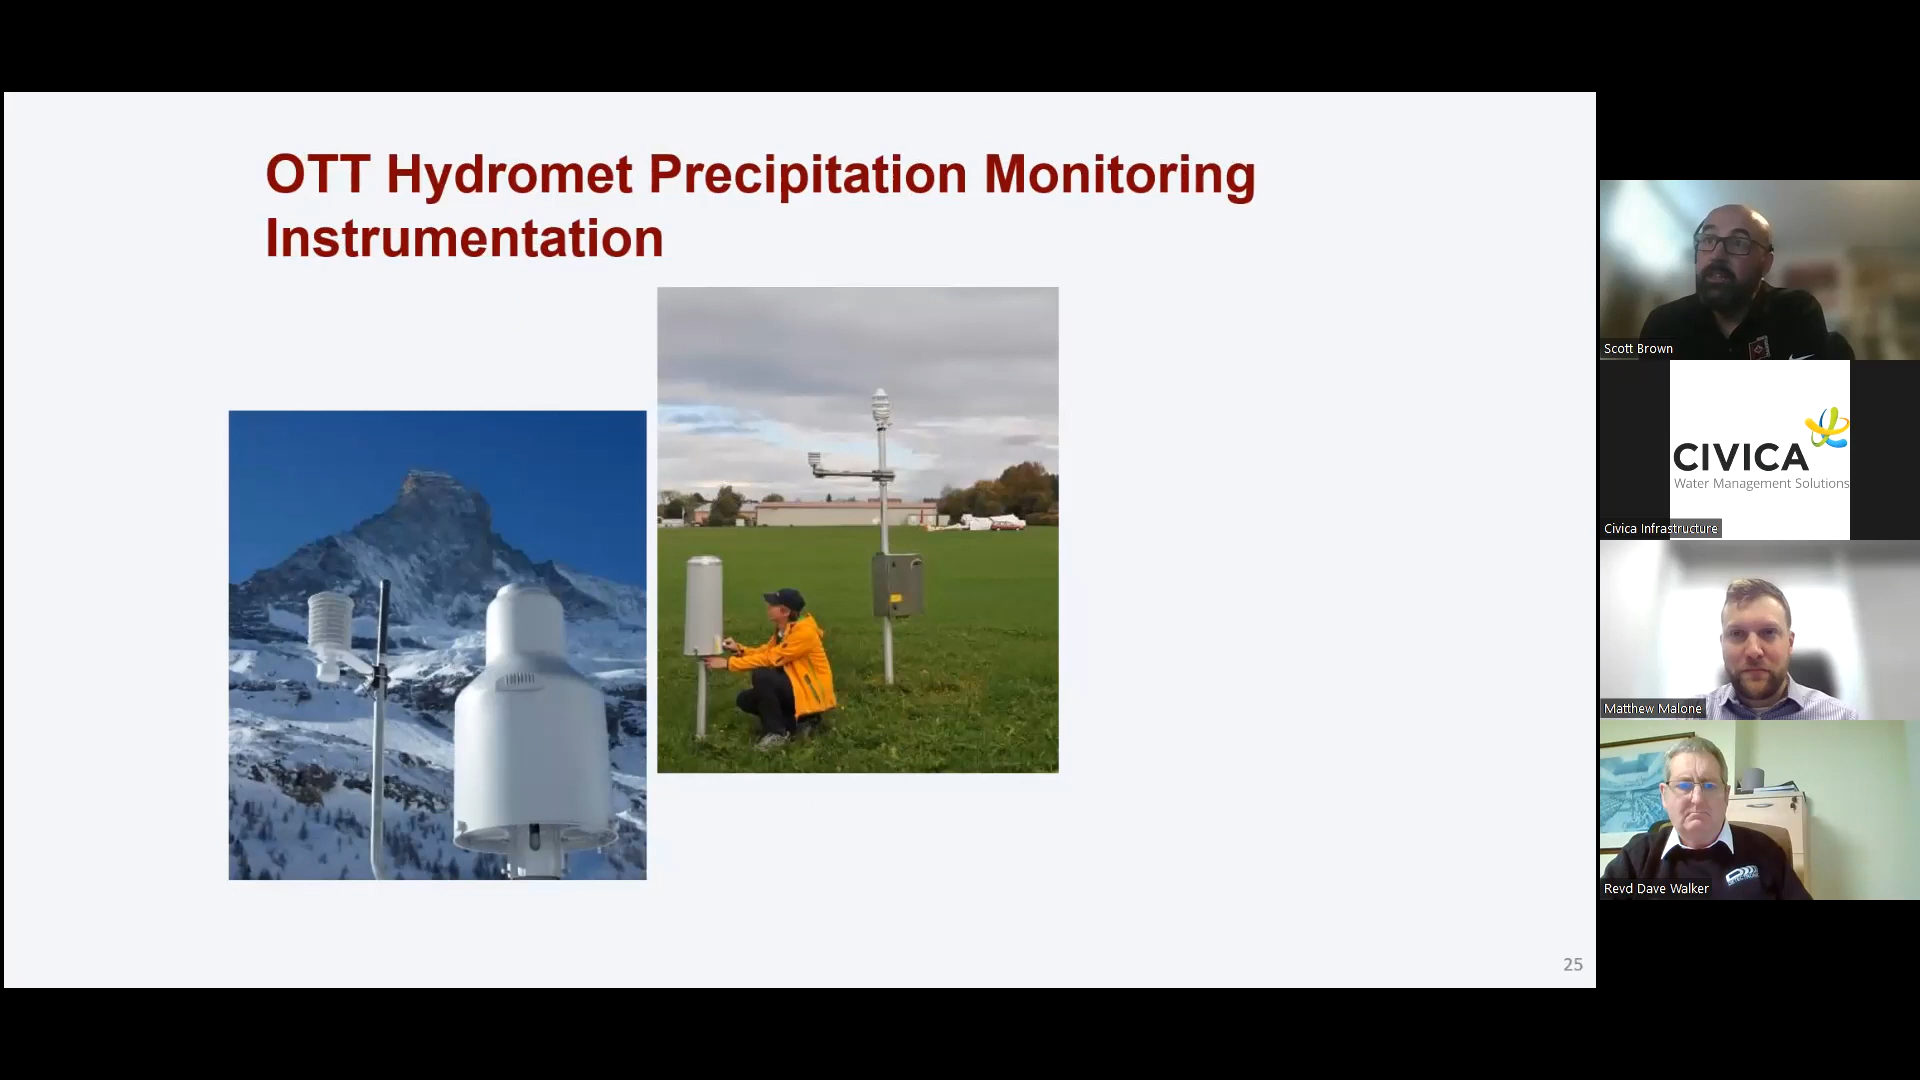 OTT Hydromet Precipitation Monitoring
Instrumentation
25
Scott Brown
CIVICA
Water Management Solutions
Civica Infrastructure
Matthew Malone
Revd Dave Walker